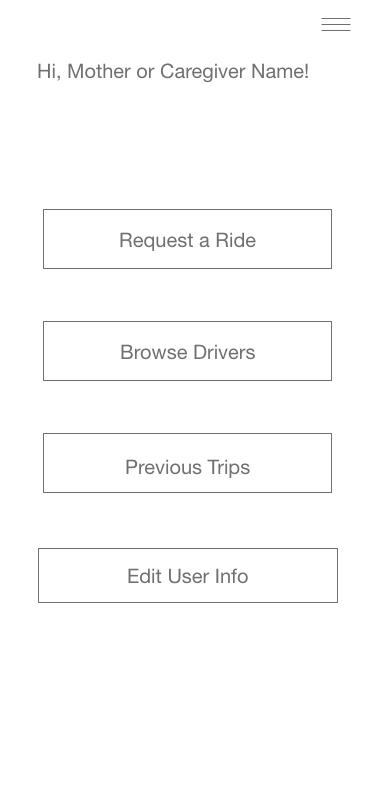 Hi, Mother or Caregiver Name!
Request a Ride
Browse Drivers
Previous Trips
Edit User Info